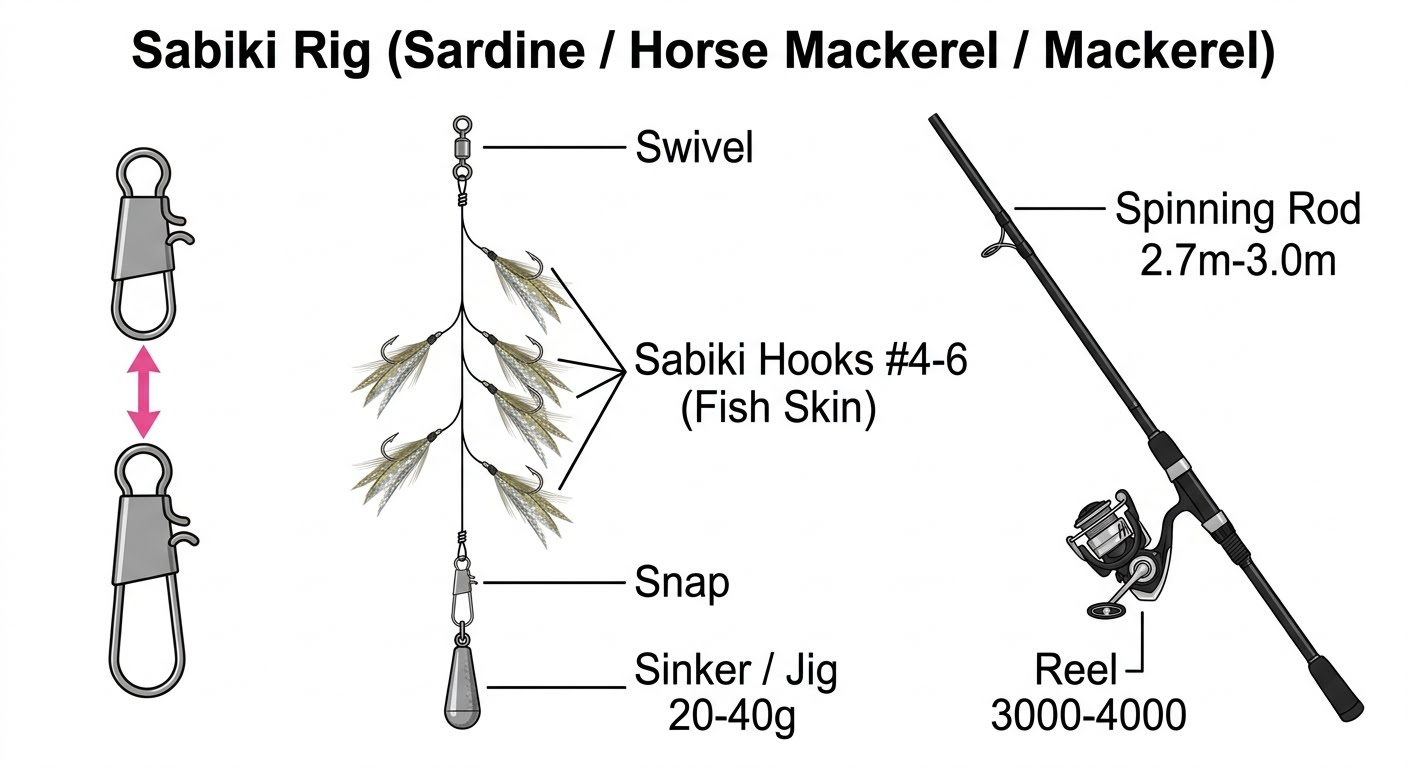 Sabiki Rig (Sardine / Horse Mackerel / Mackerel)
Swivel
Spinning Rod
2.7m-3.0m
Sabiki Hooks #4-6
(Fish Skin)
Snap
Sinker / Jig
20-40g
Reel
3000-4000